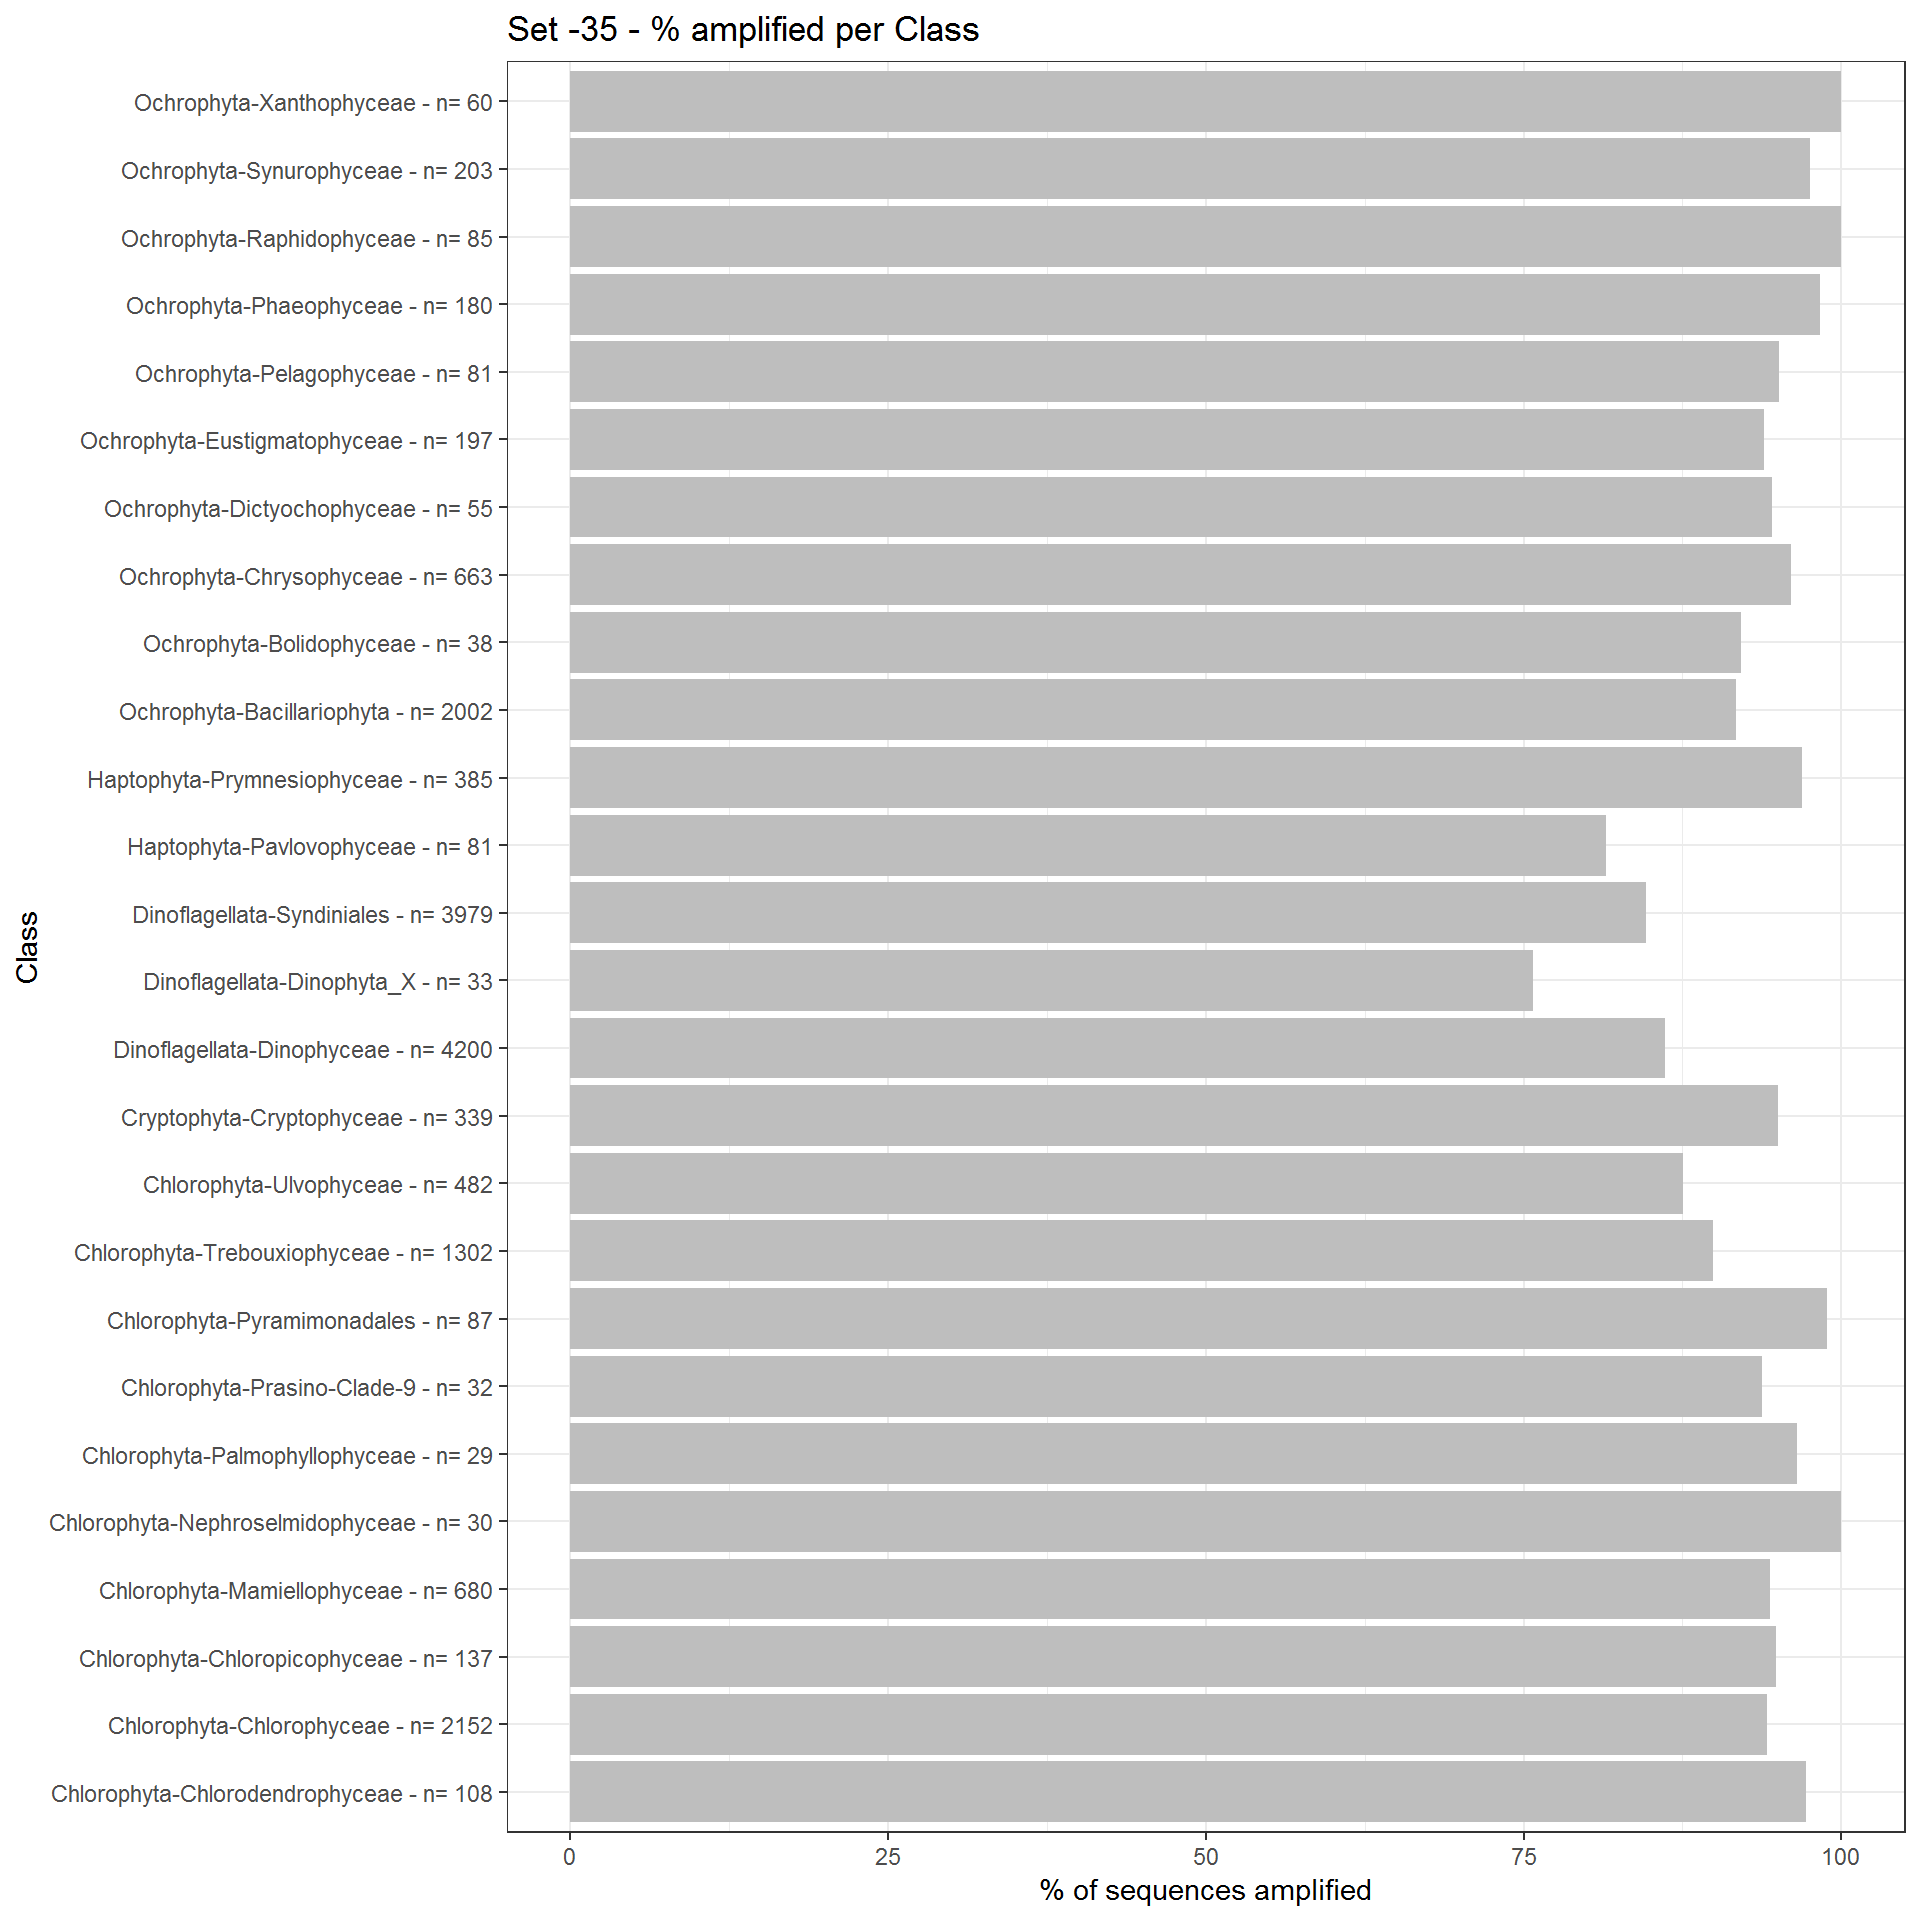 Set -35 - % amplified per Class
Ochrophyta-Xanthophyceae - n= 60
Ochrophyta-Synurophyceae - n= 203
Ochrophyta-Raphidophyceae - n= 85
Ochrophyta-Phaeophyceae - n= 180
Ochrophyta-Pelagophyceae - n= 81
Ochrophyta-Eustigmatophyceae - n= 197
Ochrophyta-Dictyochophyceae - n= 55
Ochrophyta-Chrysophyceae - n= 663
Ochrophyta-Bolidophyceae - n= 38
Ochrophyta-Bacillariophyta - n= 2002
Haptophyta-Prymnesiophyceae - n= 385
Haptophyta-Pavlovophyceae - n= 81
Dinoflagellata-Syndiniales - n= 3979
Dinoflagellata-Dinophyta_X - n= 33
Dinoflagellata-Dinophyceae - n= 4200
Cryptophyta-Cryptophyceae - n= 339
Chlorophyta-Ulvophyceae - n= 482
Chlorophyta-Trebouxiophyceae - n= 1302
Chlorophyta-Pyramimonadales - n= 87
Chlorophyta-Prasino-Clade-9 - n= 32
Chlorophyta-Palmophyllophyceae - n= 29
Chlorophyta-Nephroselmidophyceae - n= 30
Chlorophyta-Mamiellophyceae - n= 680
Chlorophyta-Chloropicophyceae - n= 137
Chlorophyta-Chlorophyceae - n= 2152
Chlorophyta-Chlorodendrophyceae - n= 108
Class
0 25 50 75 100
% of sequences amplified